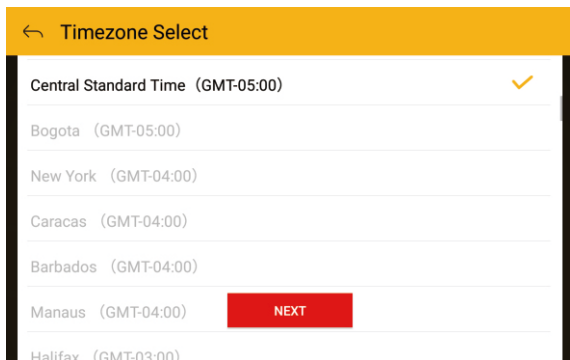 Timezone Select
Central Standard Time（GMT-05:00）
Bogota （GMT-05:00）
New York （GMT-04:00）
Caracas （GMT-04:00）
Barbados （GMT-04:00）
Manaus （GMT-04:00）
NEXT
Halifax （GMT-03:00）